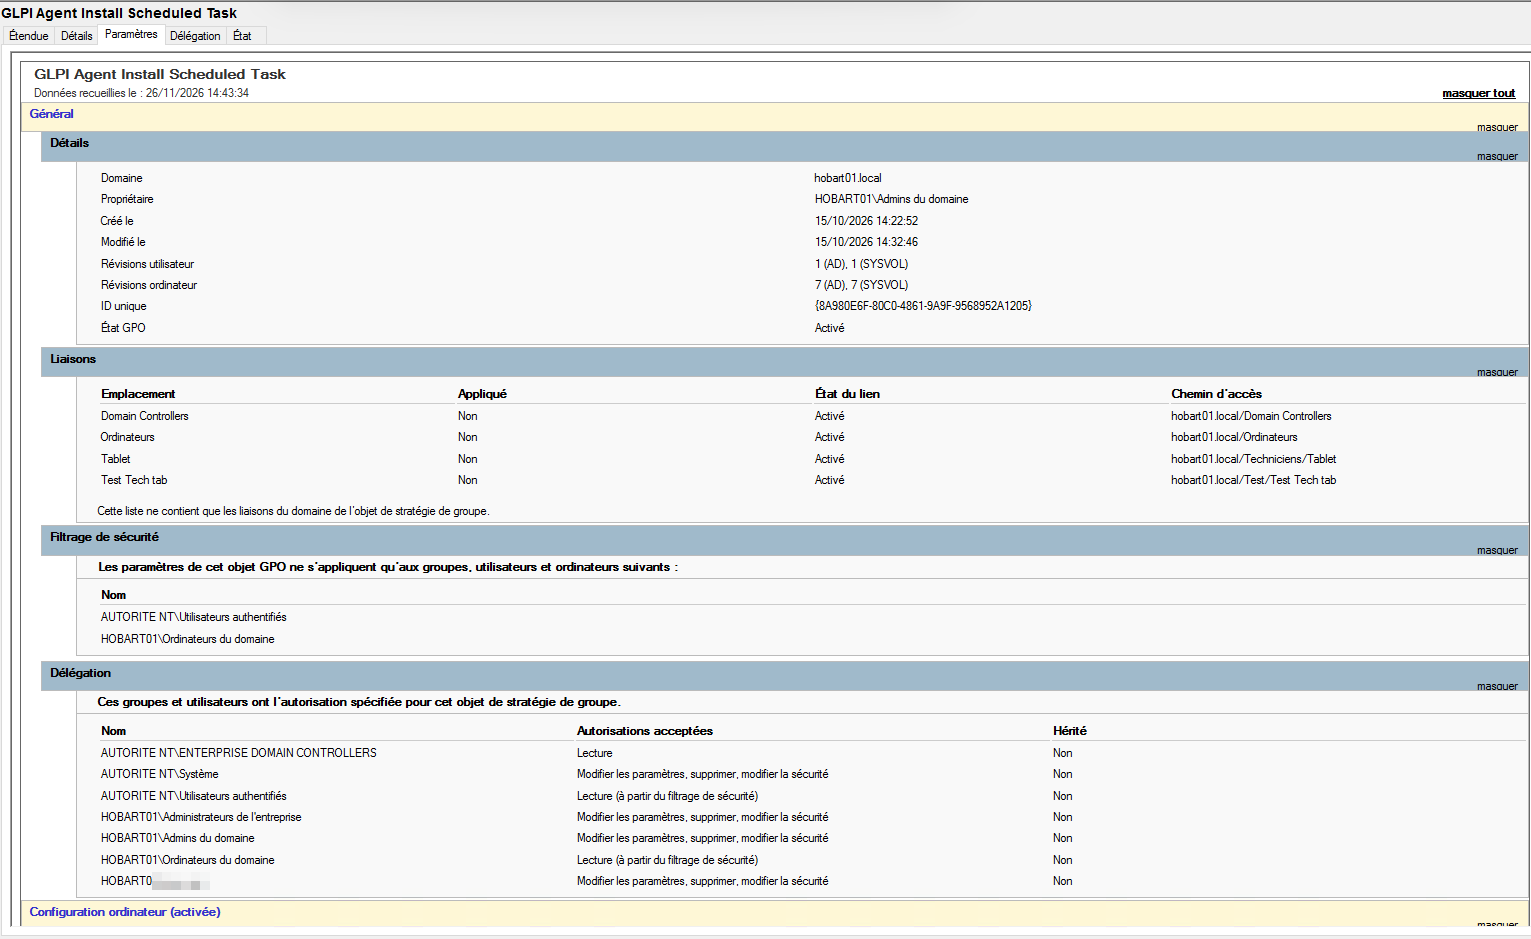 GLPI Agent Install Scheduled Task
Étendue Détails Paramètres Délégation État
GLPI Agent Install Scheduled Task
Données recueillies le : 26/11/2026 14:43:34
masquer tout
Général
masquer
Détails
masquer
Domaine hobart01.local
Propriétaire HOBART01\Admins du domaine
Créé le 15/10/2026 14:22:52
Modifié le 15/10/2026 14:32:46
Révisions utilisateur 1 (AD), 1 (SYSVOL)
Révisions ordinateur 7 (AD), 7 (SYSVOL)
ID unique {8A980E6F-80C0-4861-9A9F-9568952A1205}
État GPO Activé
Liaisons
masquer
Emplacement Appliqué État du lien Chemin d'accès
Domain Controllers Non Activé hobart01.local/Domain Controllers
Ordinateurs Non Activé hobart01.local/Ordinateurs
Tablet Non Activé hobart01.local/Techniciens/Tablet
Test Tech tab Non Activé hobart01.local/Test/Test Tech tab
Cette liste ne contient que les liaisons du domaine de l'objet de stratégie de groupe.
Filtrage de sécurité
masquer
Les paramètres de cet objet GPO ne s'appliquent qu'aux groupes, utilisateurs et ordinateurs suivants :
Nom
AUTORITE NT\Utilisateurs authentifiés
HOBART01\Ordinateurs du domaine
Délégation
masquer
Ces groupes et utilisateurs ont l'autorisation spécifiée pour cet objet de stratégie de groupe.
Nom Autorisations acceptées Hérité
AUTORITE NT\ENTERPRISE DOMAIN CONTROLLERS Lecture Non
AUTORITE NT\Système Modifier les paramètres, supprimer, modifier la sécurité Non
AUTORITE NT\Utilisateurs authentifiés Lecture (à partir du filtrage de sécurité) Non
HOBART01\Administrateurs de l'entreprise Modifier les paramètres, supprimer, modifier la sécurité Non
HOBART01\Admins du domaine Modifier les paramètres, supprimer, modifier la sécurité Non
HOBART01\Ordinateurs du domaine Lecture (à partir du filtrage de sécurité) Non
HOBART0 Modifier les paramètres, supprimer, modifier la sécurité Non
Configuration ordinateur (activée)
masquer